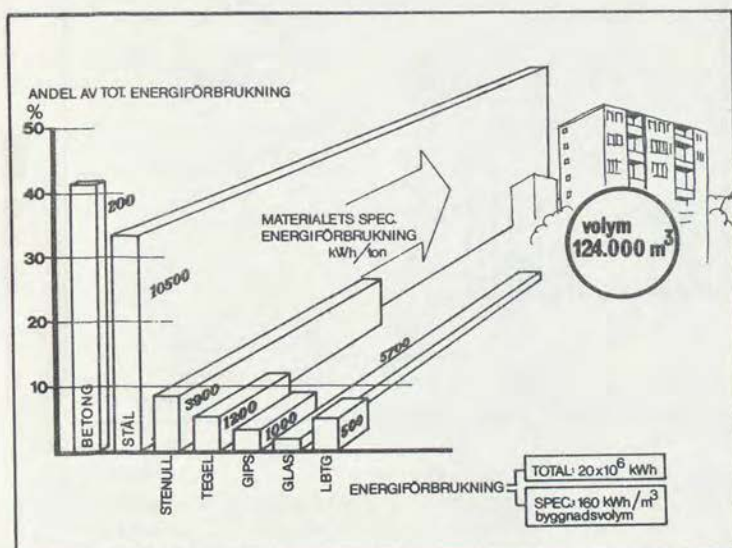 ANDEL AV TOT. ENERGIFÖRBRUKNING
%
50
40
30
20
10
200
10500
3900
1200
1000
5700
500
MATERIALETS SPEC.
ENERGIFÖRBRUKNING
kWh/ton
volym
124.000 m³
BETONG
STÅL
STENULL
TEGEL
GIPS
GLAS
LBTG
ENERGIFÖRBRUKNING
TOTAL: 20x10⁶ kWh
SPEC: 160 kWh/m³
byggnadsvolym